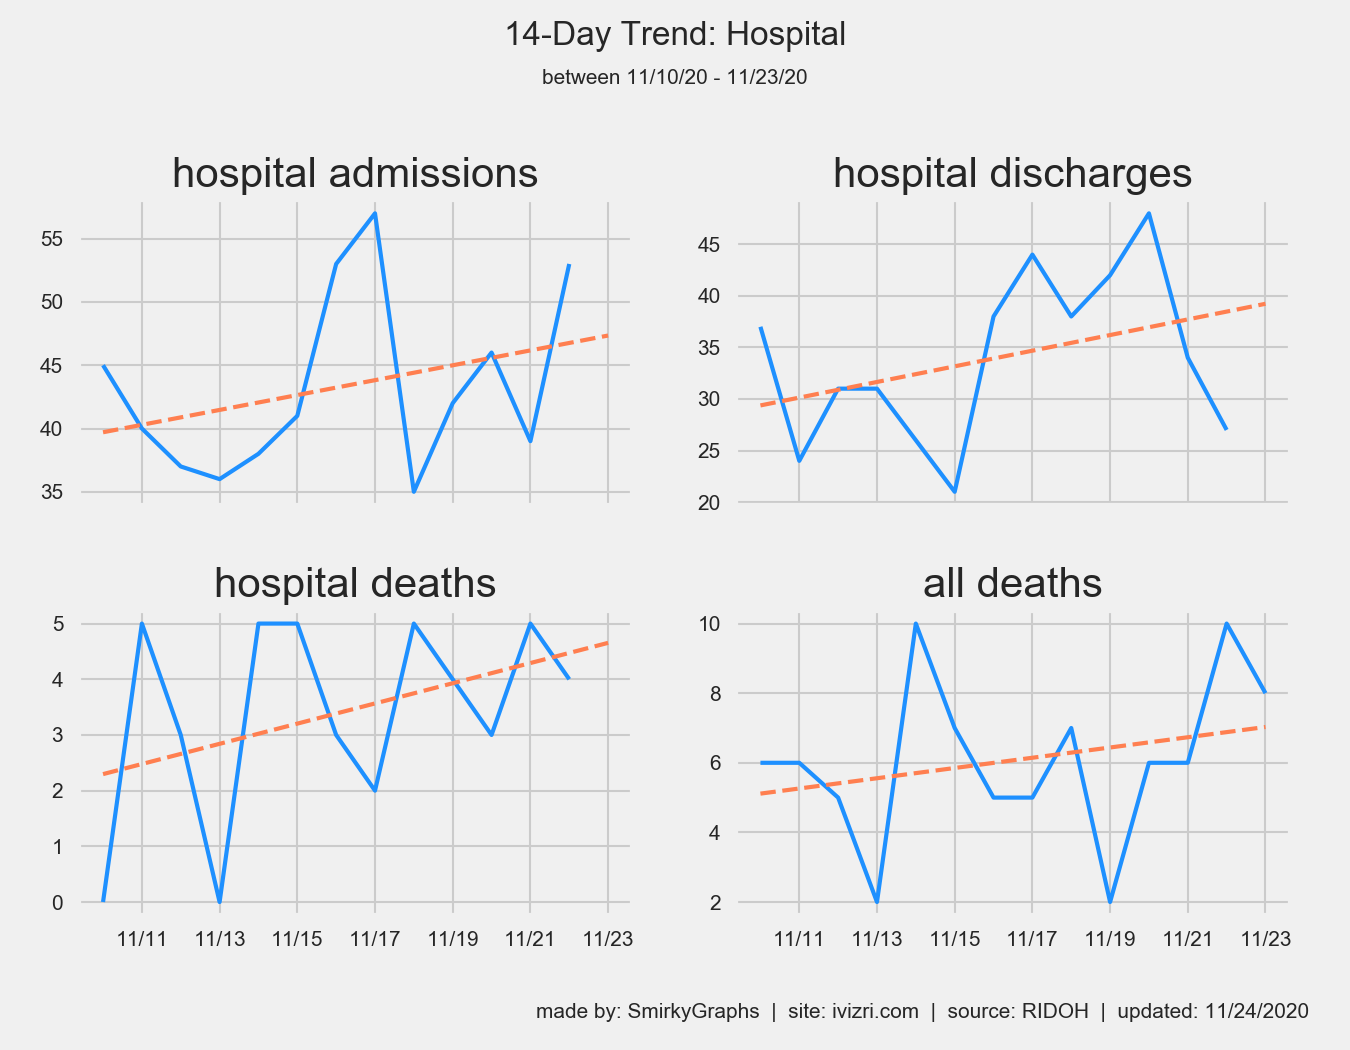 14-Day Trend: Hospital
between 11/10/20 - 11/23/20
hospital admissions
55
50
45
40
35
hospital discharges
45
40
35
30
25
20
hospital deaths
5
4
3
2
1
0
11/11 11/13 11/15 11/17 11/19 11/21 11/23
all deaths
10
8
6
4
2
11/11 11/13 11/15 11/17 11/19 11/21 11/23
made by: SmirkyGraphs | site: ivizri.com | source: RIDOH | updated: 11/24/2020